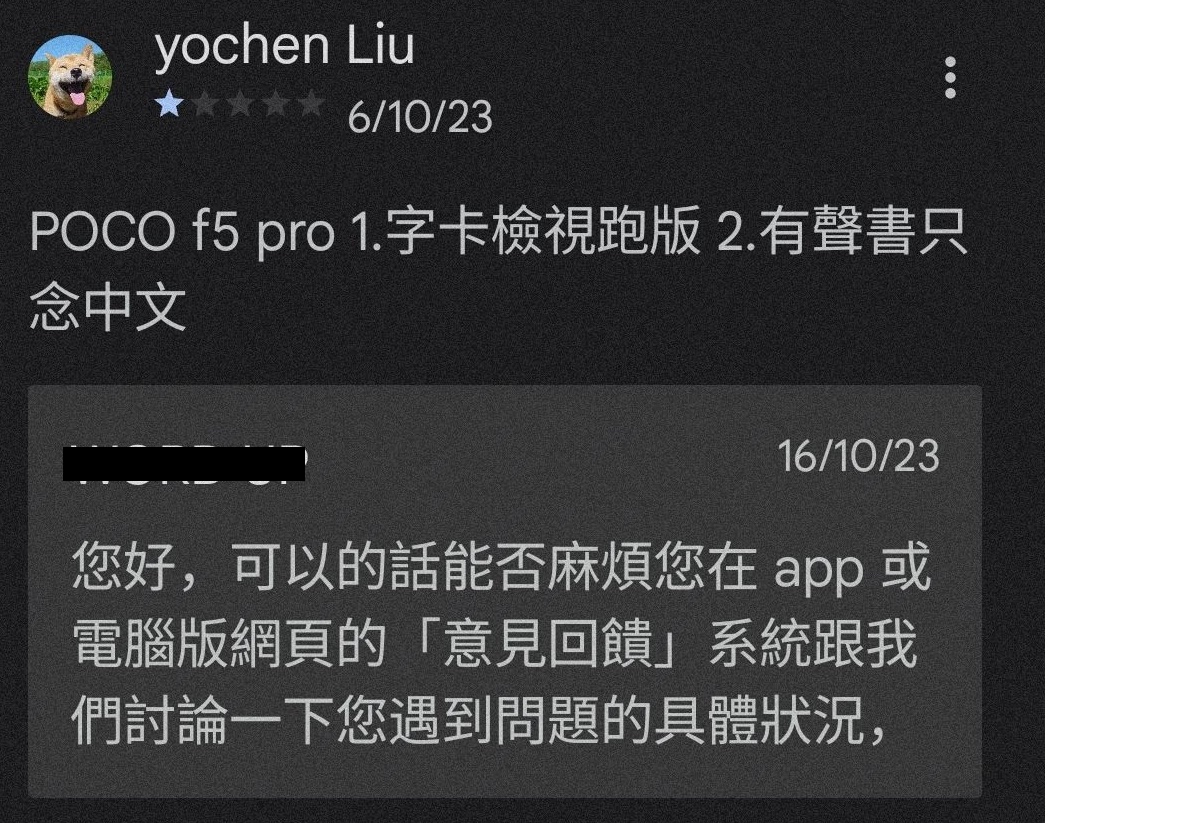 yochen Liu
6/10/23
POCO f5 pro 1.字卡檢視跑版 2.有聲書只
念中文
16/10/23
您好，可以的話能否麻煩您在 app 或
電腦版網頁的「意見回饋」系統跟我
們討論一下您遇到問題的具體狀況，